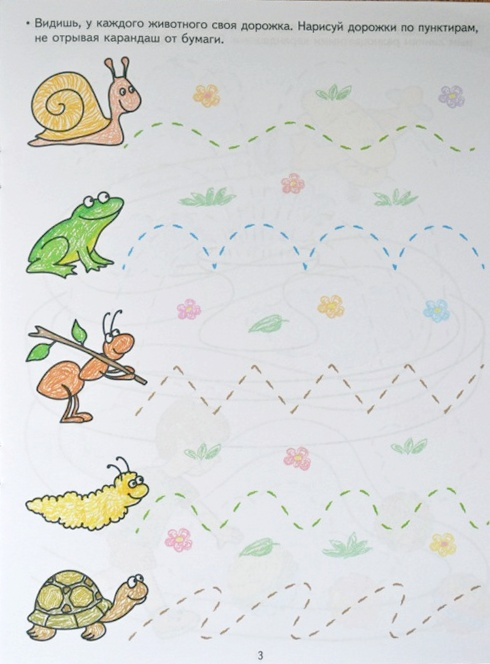 • Видишь, у каждого животного своя дорожка. Нарисуй дорожки по пунктирам,
не отрывая карандаш от бумаги.
3